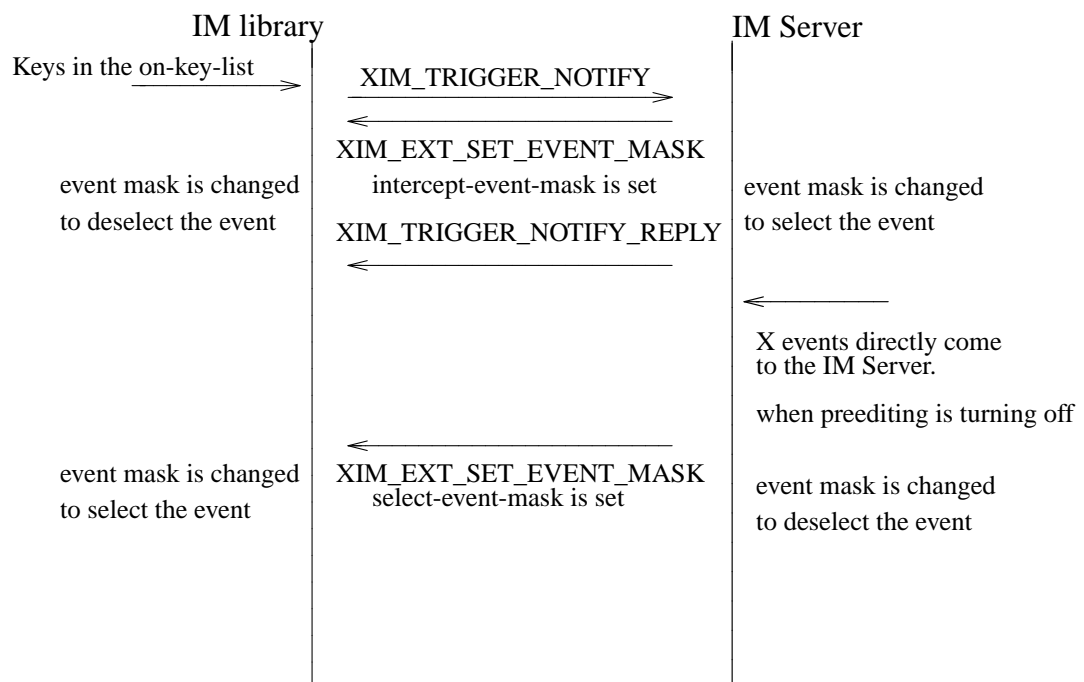 IM library
IM Server
Keys in the on-key-list
XIM_TRIGGER_NOTIFY
XIM_EXT_SET_EVENT_MASK
intercept-event-mask is set
event mask is changed
to deselect the event
event mask is changed
to select the event
XIM_TRIGGER_NOTIFY_REPLY
X events directly come
to the IM Server.
when preediting is turning off
XIM_EXT_SET_EVENT_MASK
select-event-mask is set
event mask is changed
to select the event
event mask is changed
to deselect the event